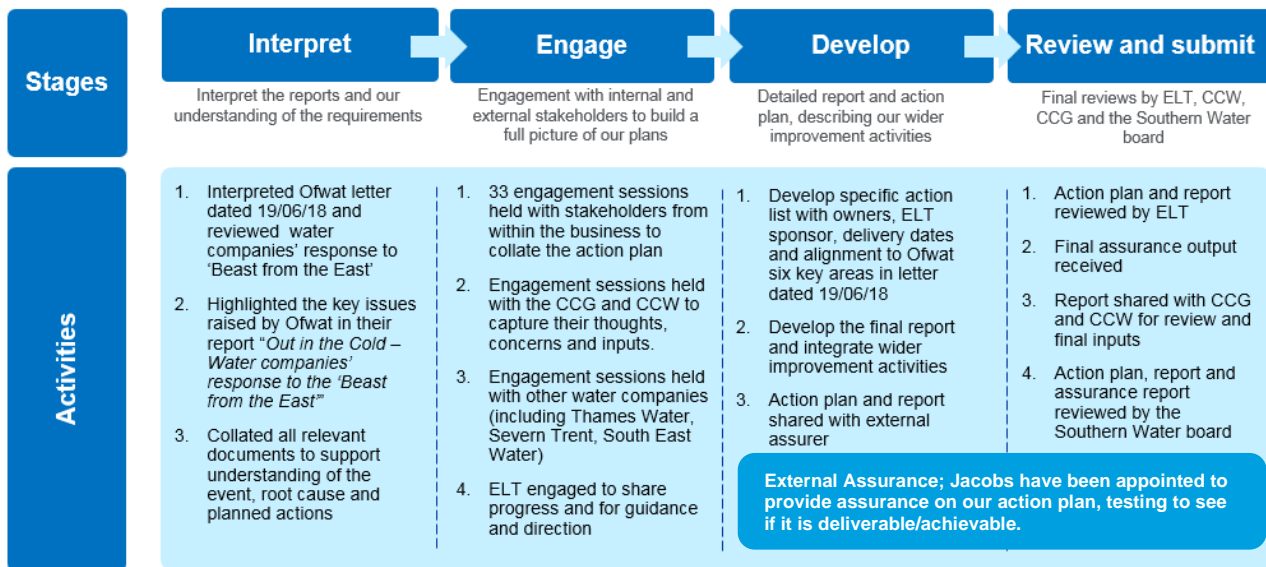 Stages
Interpret
Engage
Develop
Review and submit
Interpret the reports and our
understanding of the requirements
Engagement with internal and
external stakeholders to build a
full picture of our plans
Detailed report and action
plan, describing our wider
improvement activities
Final reviews by ELT, CCW,
CCG and the Southern Water
board
Activities
1. Interpreted Ofwat letter
dated 19/06/18 and
reviewed water
companies' response to
'Beast from the East'
2. Highlighted the key issues
raised by Ofwat in their
report "Out in the Cold –
Water companies'
response to the 'Beast
from the East'"
3. Collated all relevant
documents to support
understanding of the
event, root cause and
planned actions
1. 33 engagement sessions
held with stakeholders from
within the business to
collate the action plan
2. Engagement sessions held
with the CCG and CCW to
capture their thoughts,
concerns and inputs.
3. Engagement sessions held
with other water companies
(including Thames Water,
Severn Trent, South East
Water)
4. ELT engaged to share
progress and for guidance
and direction
1. Develop specific action
list with owners, ELT
sponsor, delivery dates
and alignment to Ofwat
six key areas in letter
dated 19/06/18
2. Develop the final report
and integrate wider
improvement activities
3. Action plan and report
shared with external
assurer
1. Action plan and report
reviewed by ELT
2. Final assurance output
received
3. Report shared with CCG
and CCW for review and
final inputs
4. Action plan, report and
assurance report
reviewed by the
Southern Water board
External Assurance; Jacobs have been appointed to
provide assurance on our action plan, testing to see
if it is deliverable/achievable.